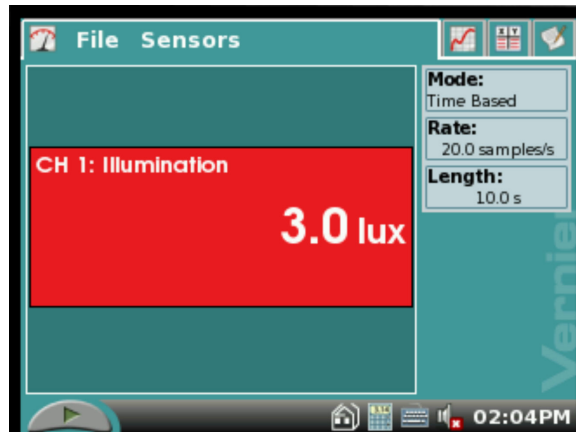 File Sensors
X Y
Mode:
Time Based
Rate:
20.0 samples/s
Length:
10.0 s
CH 1: Illumination
3.0 lux
Vernier
02:04PM